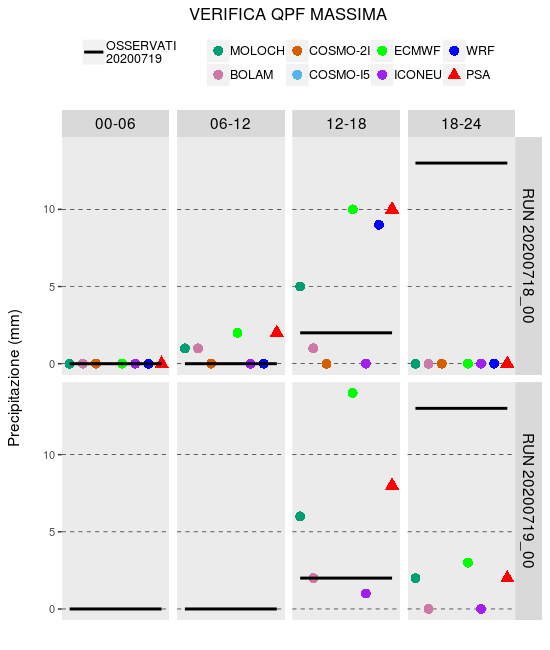 VERIFICA QPF MASSIMA
OSSERVATI
20200719
MOLOCH
COSMO-2I
ECMWF
WRF
BOLAM
COSMO-I5
ICONEU
PSA
00-06
06-12
12-18
18-24
Precipitazione (mm)
10
5
0
RUN 20200718_00
10
5
0
RUN 20200719_00